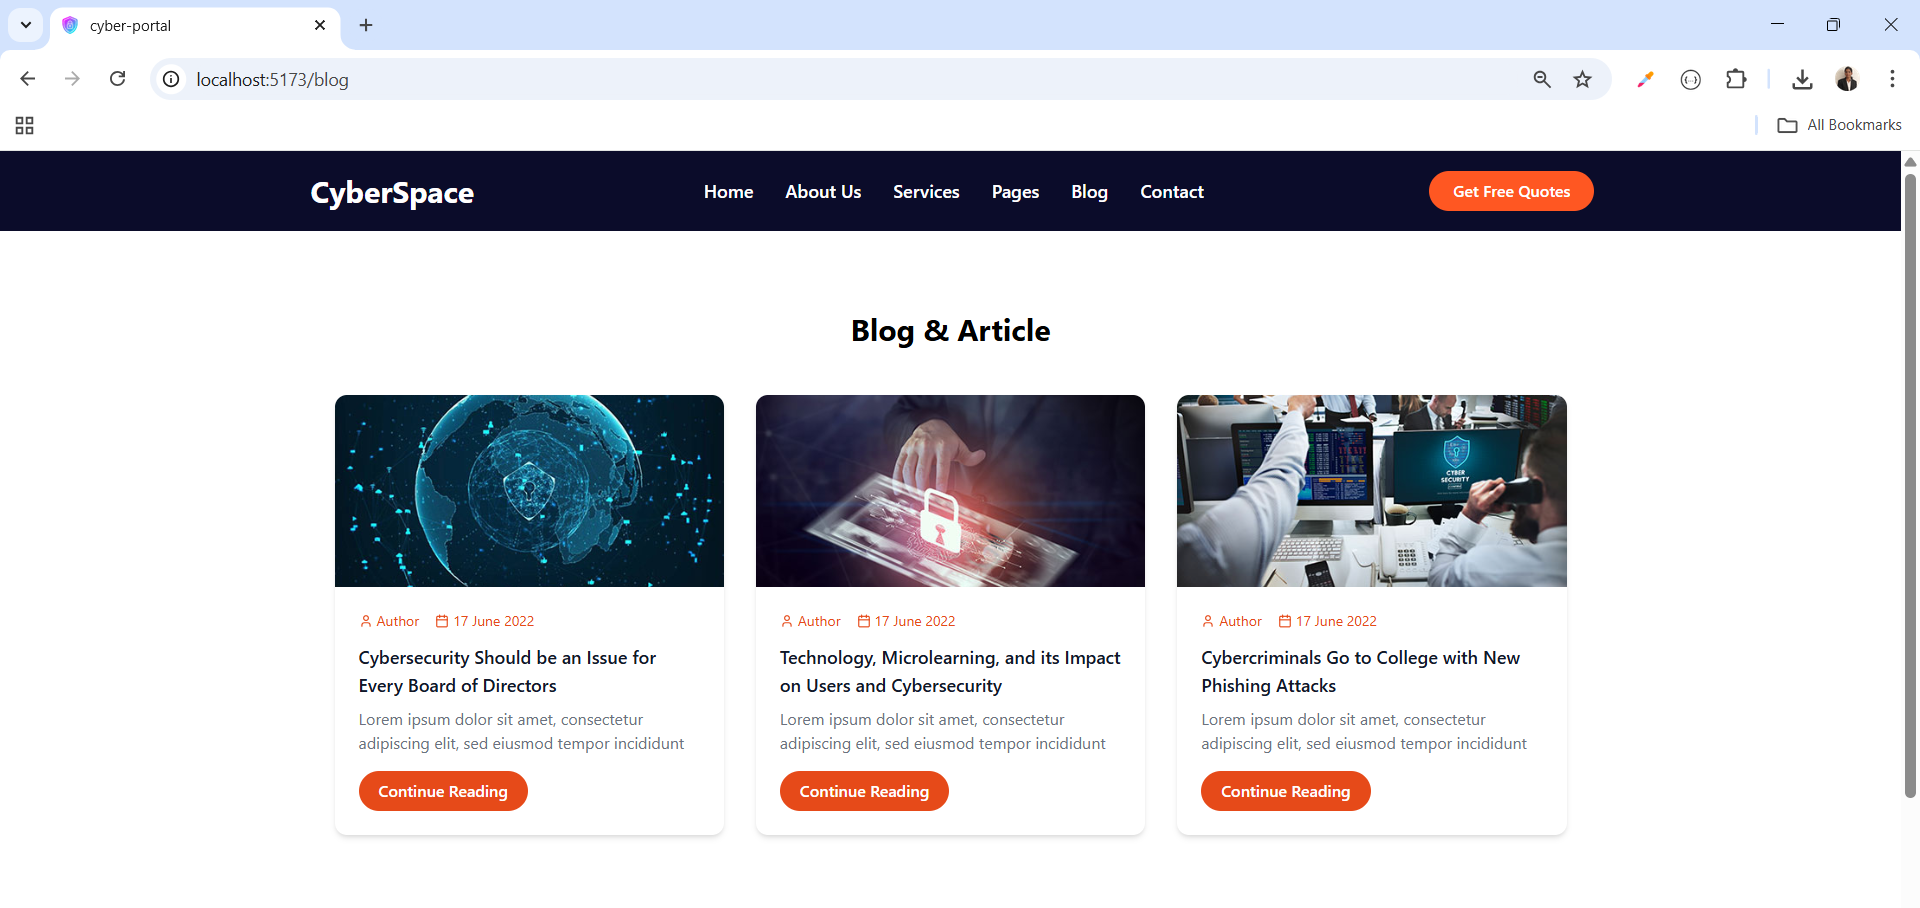 cyber-portal
localhost:5173/blog
All Bookmarks
CyberSpace
Home About Us Services Pages Blog Contact
Get Free Quotes
Blog & Article
CYBER
SECURITY
Author 17 June 2022
Cybersecurity Should be an Issue for
Every Board of Directors
Lorem ipsum dolor sit amet, consectetur
adipiscing elit, sed eiusmod tempor incididunt
Continue Reading
Author 17 June 2022
Technology, Microlearning, and its Impact
on Users and Cybersecurity
Lorem ipsum dolor sit amet, consectetur
adipiscing elit, sed eiusmod tempor incididunt
Continue Reading
Author 17 June 2022
Cybercriminals Go to College with New
Phishing Attacks
Lorem ipsum dolor sit amet, consectetur
adipiscing elit, sed eiusmod tempor incididunt
Continue Reading